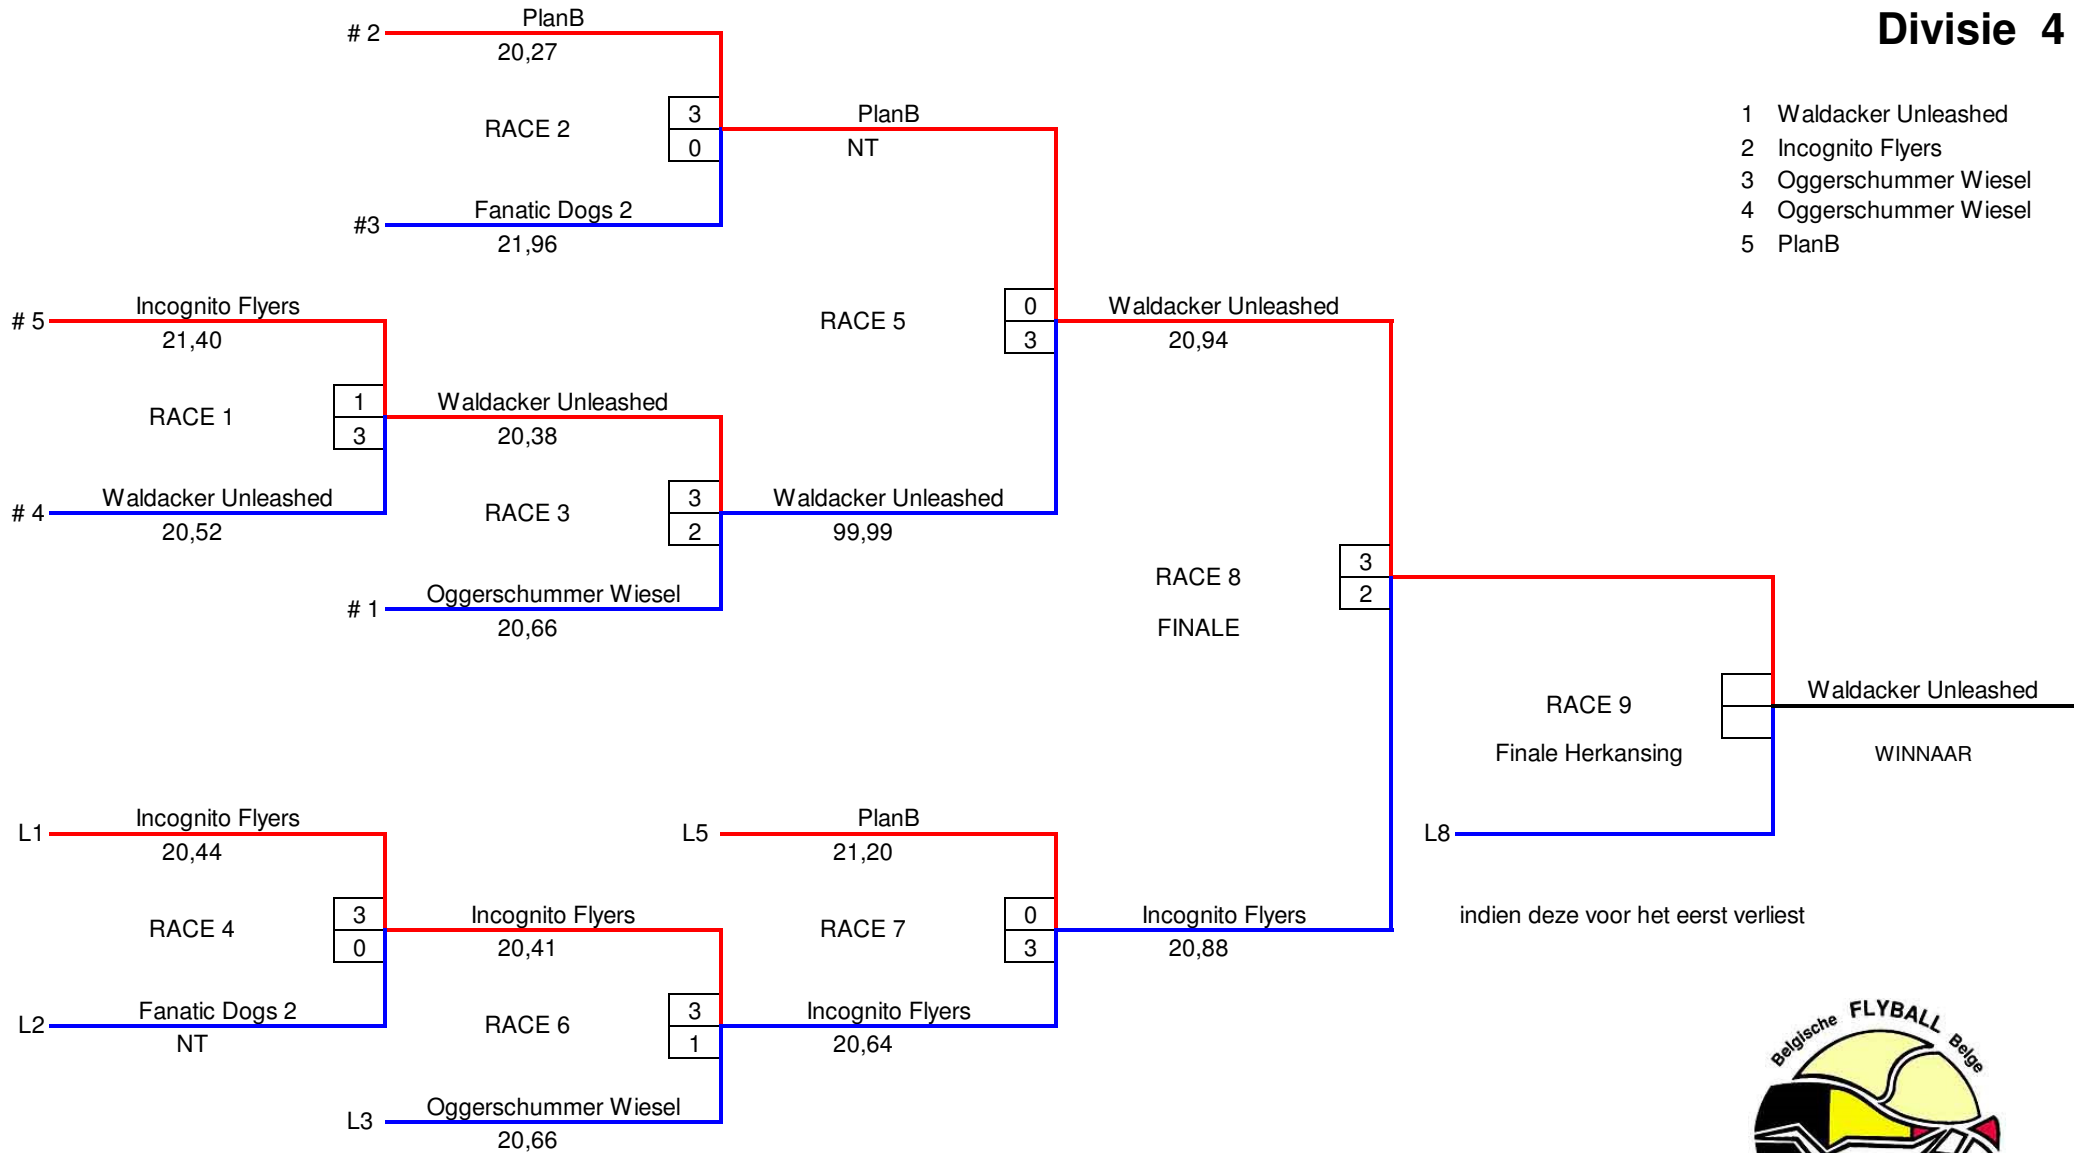 Divisie 4
1 Waldacker Unleashed
2 Incognito Flyers
3 Oggerschummer Wiesel
4 Oggerschummer Wiesel
5 PlanB
# 2
PlanB
20,27
RACE 2
3
0
#3
Fanatic Dogs 2
21,96
PlanB
NT
# 5
Incognito Flyers
21,40
RACE 1
1
3
# 4
Waldacker Unleashed
20,52
Waldacker Unleashed
20,38
RACE 3
3
2
# 1
Oggerschummer Wiesel
20,66
RACE 5
0
3
Waldacker Unleashed
99,99
Waldacker Unleashed
20,94
RACE 8
FINALE
3
2
RACE 9
Finale Herkansing
Waldacker Unleashed
WINNAAR
L8
indien deze voor het eerst verliest
L1
Incognito Flyers
20,44
RACE 4
3
0
L2
Fanatic Dogs 2
NT
Incognito Flyers
20,41
RACE 6
3
1
L3
Oggerschummer Wiesel
20,66
L5
PlanB
21,20
RACE 7
0
3
Incognito Flyers
20,64
Incognito Flyers
20,88
Belgische FLYBALL Belge